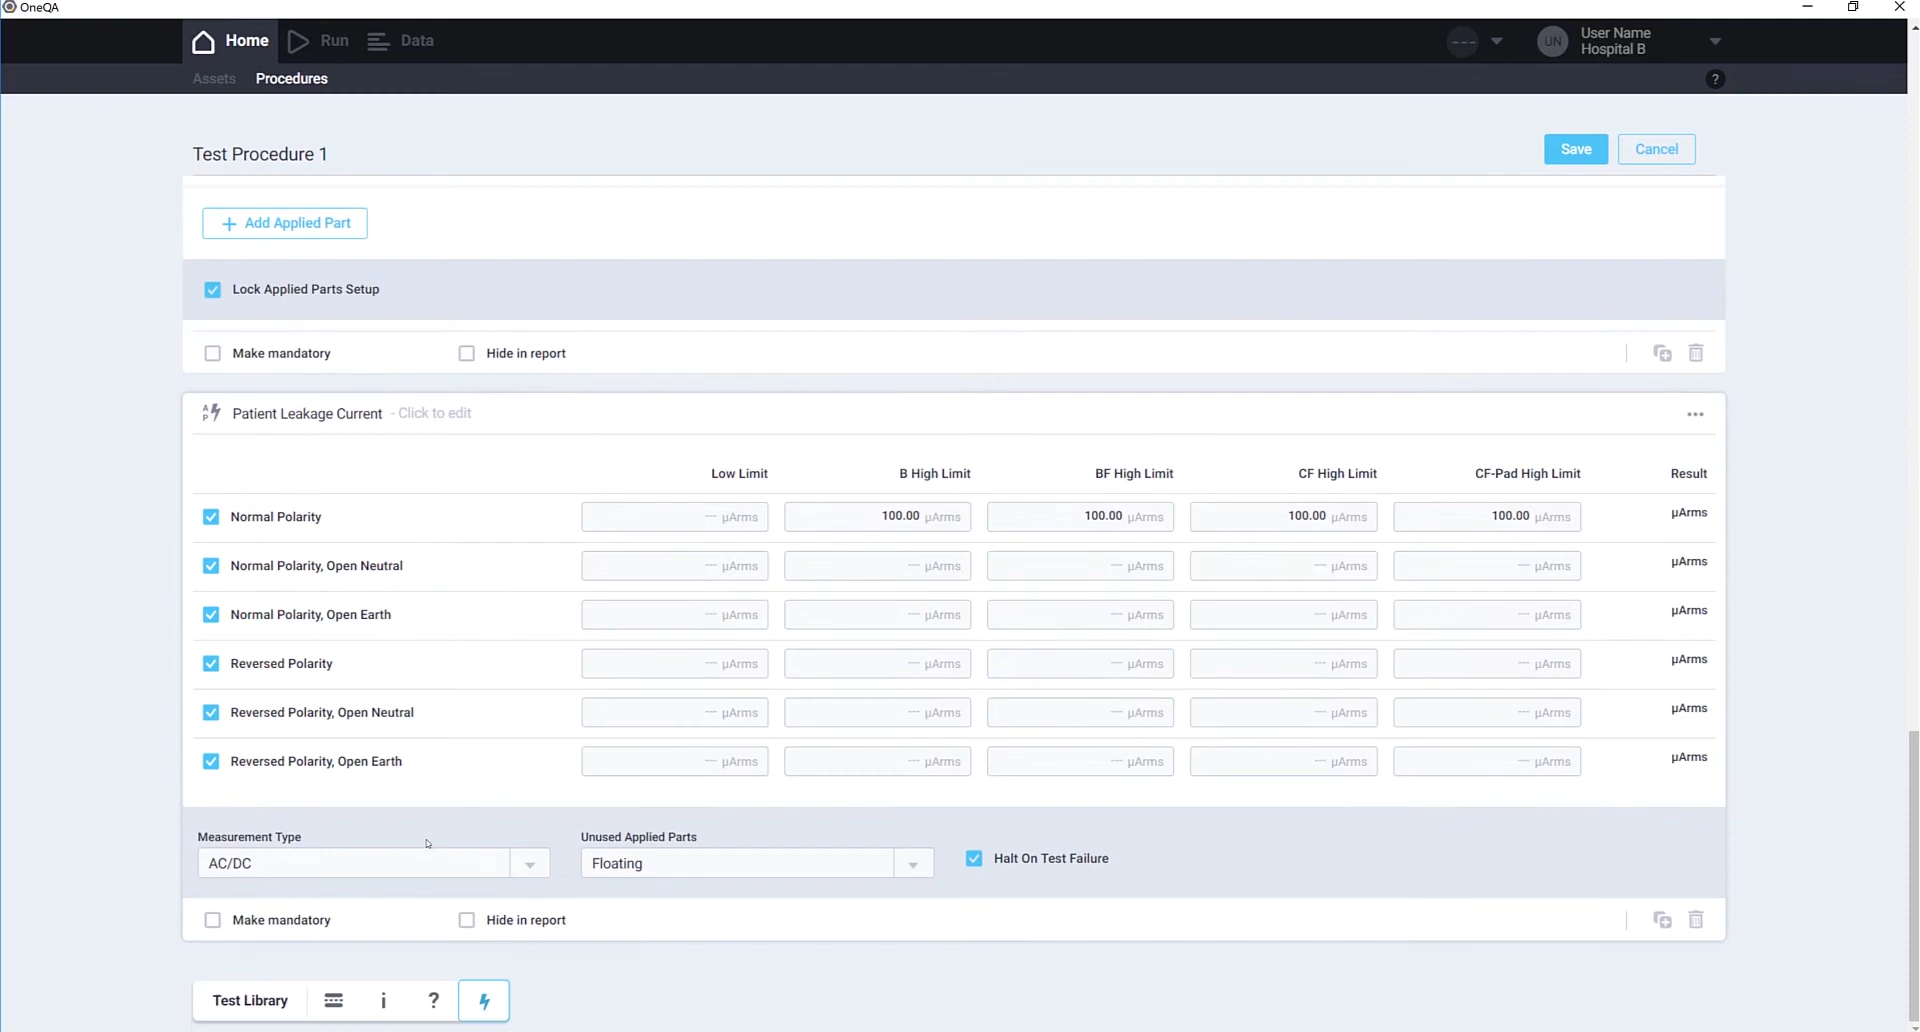 OneQA
Home Run Data
--- UN User Name
Hospital B
Assets Procedures ?
Test Procedure 1 Save Cancel
+ Add Applied Part
Lock Applied Parts Setup
Make mandatory Hide in report
AP Patient Leakage Current - Click to edit •••
Low Limit B High Limit BF High Limit CF High Limit CF-Pad High Limit Result
Normal Polarity --- µArms 100.00 µArms 100.00 µArms 100.00 µArms 100.00 µArms µArms
Normal Polarity, Open Neutral --- µArms --- µArms --- µArms --- µArms --- µArms µArms
Normal Polarity, Open Earth --- µArms --- µArms --- µArms --- µArms --- µArms µArms
Reversed Polarity --- µArms --- µArms --- µArms --- µArms --- µArms µArms
Reversed Polarity, Open Neutral --- µArms --- µArms --- µArms --- µArms --- µArms µArms
Reversed Polarity, Open Earth --- µArms --- µArms --- µArms --- µArms --- µArms µArms
Measurement Type Unused Applied Parts
AC/DC Floating Halt On Test Failure
Make mandatory Hide in report
Test Library i ?